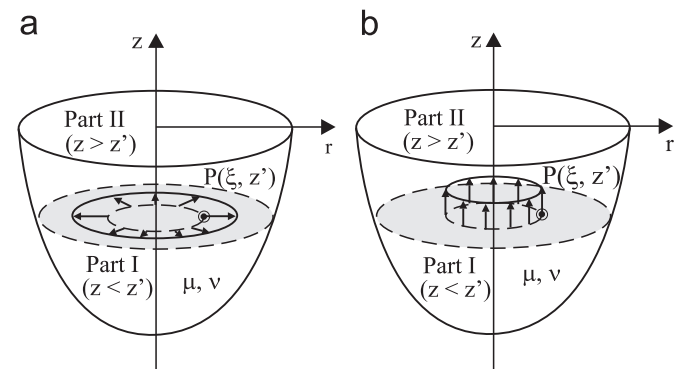 a
z
Part II
(z > z')
r
P(ξ, z')
Part I
(z < z')
μ, ν
b
z
Part II
(z > z')
r
P(ξ, z')
Part I
(z < z')
μ, ν